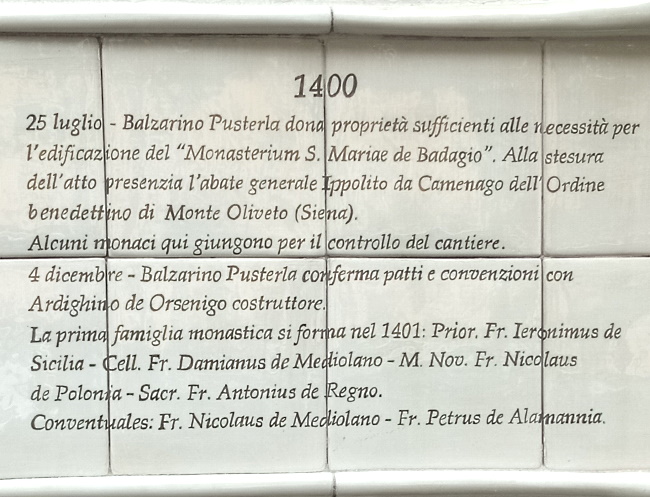 1400
25 luglio - Balzarino Pusterla dona proprietà sufficienti alle necessità per
l'edificazione del "Monasterium S. Mariae de Badagio". Alla stesura
dell'atto presenzia l'abate generale Ippolito da Camenago dell'Ordine
benedettino di Monte Oliveto (Siena).
Alcuni monaci qui giungono per il controllo del cantiere.
4 dicembre - Balzarino Pusterla conferma patti e convenzioni con
Ardighino de Orsenigo costruttore.
La prima famiglia monastica si forma nel 1401: Prior. Fr. Ieronimus de
Sicilia - Cell. Fr. Damianus de Mediolano - M. Nov. Fr. Nicolaus
de Polonia - Sacr. Fr. Antonius de Regno.
Conventuales: Fr. Nicolaus de Mediolano - Fr. Petrus de Alamannia.